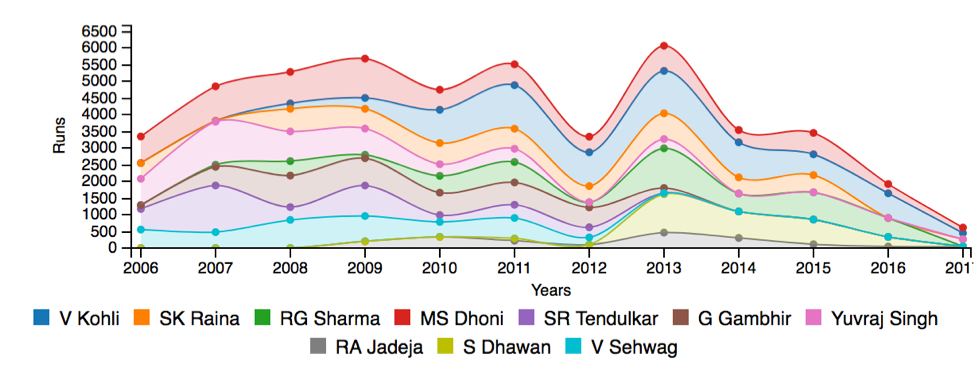 6500
6000
5500
5000
4500
4000
3500
3000
2500
2000
1500
1000
500
0
Runs
2006 2007 2008 2009 2010 2011 2012 2013 2014 2015 2016 201
Years
V Kohli SK Raina RG Sharma MS Dhoni SR Tendulkar G Gambhir Yuvraj Singh
RA Jadeja S Dhawan V Sehwag